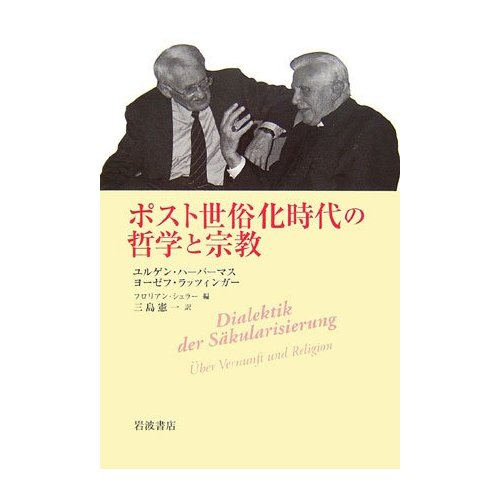 ポスト世俗化時代の
哲学と宗教
ユルゲン・ハーバーマス
ヨーゼフ・ラッツィンガー
フロリアン・シュラー 編
三島憲一 訳
Dialektik
der Säkularisierung
Über Vernunft und Religion
岩波書店